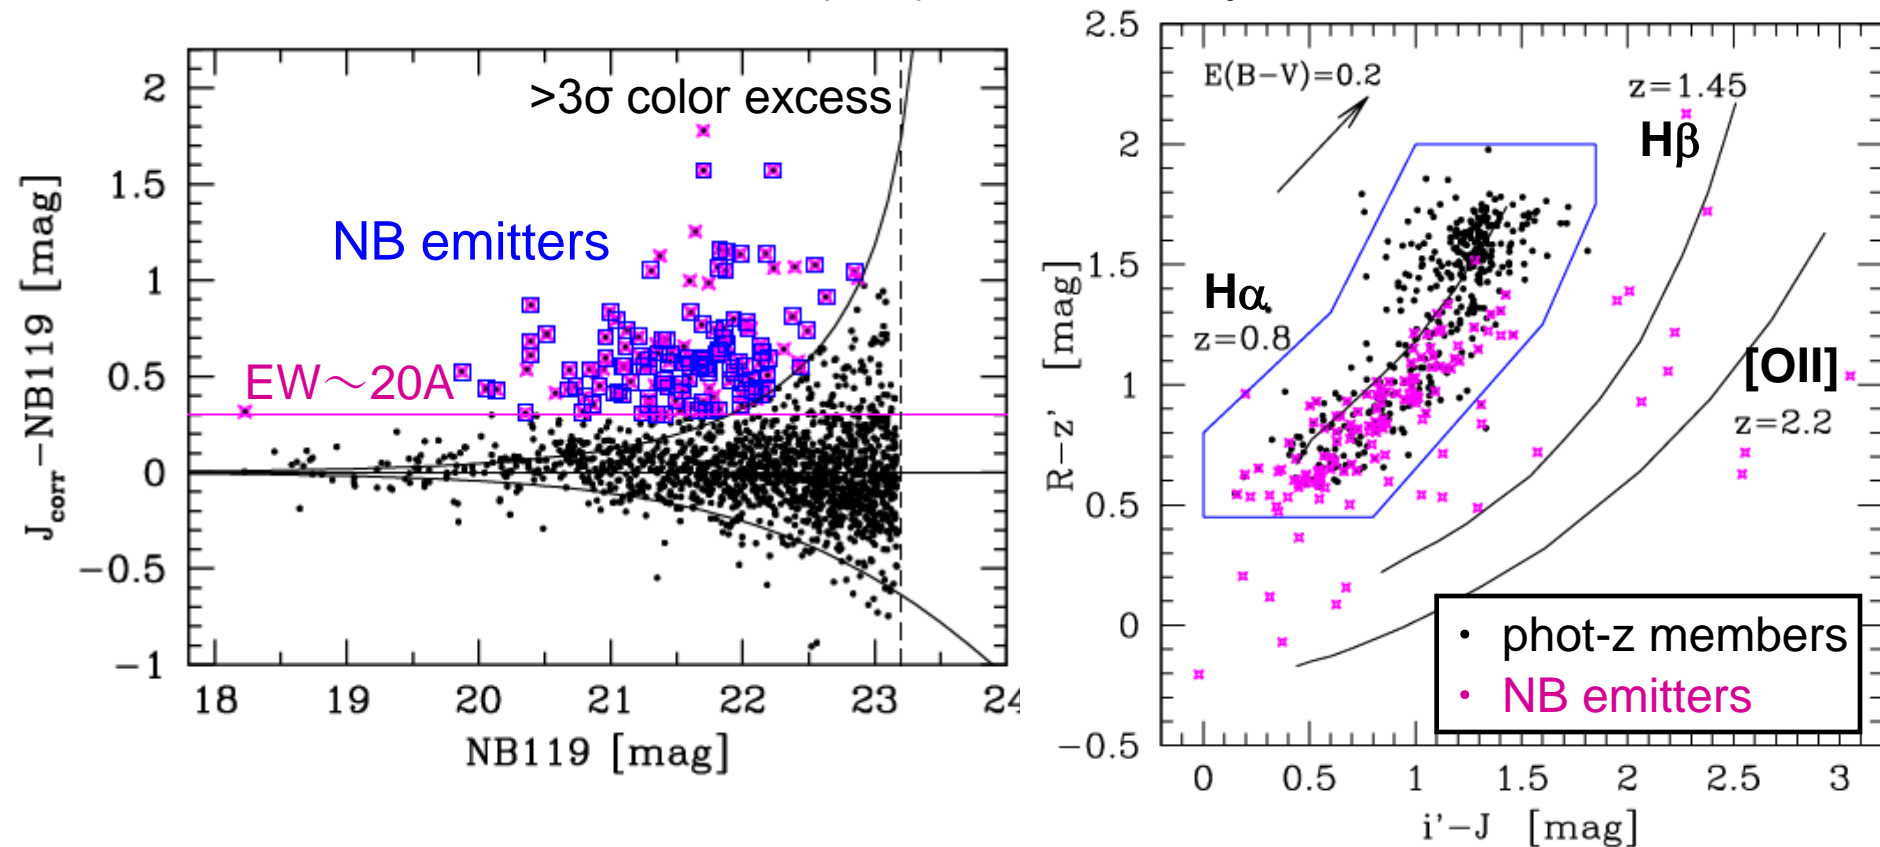 >3σ color excess
NB emitters
EW~20A
2
1.5
1
0.5
0
−0.5
−1
J_corr−NB119 [mag]
18 19 20 21 22 23 24
NB119 [mag]
E(B−V)=0.2
z=1.45
Hβ
Hα
z=0.8
[OII]
z=2.2
phot-z members
NB emitters
2.5
2
1.5
1
0.5
0
−0.5
R−z' [mag]
0 0.5 1 1.5 2 2.5 3
i'−J [mag]